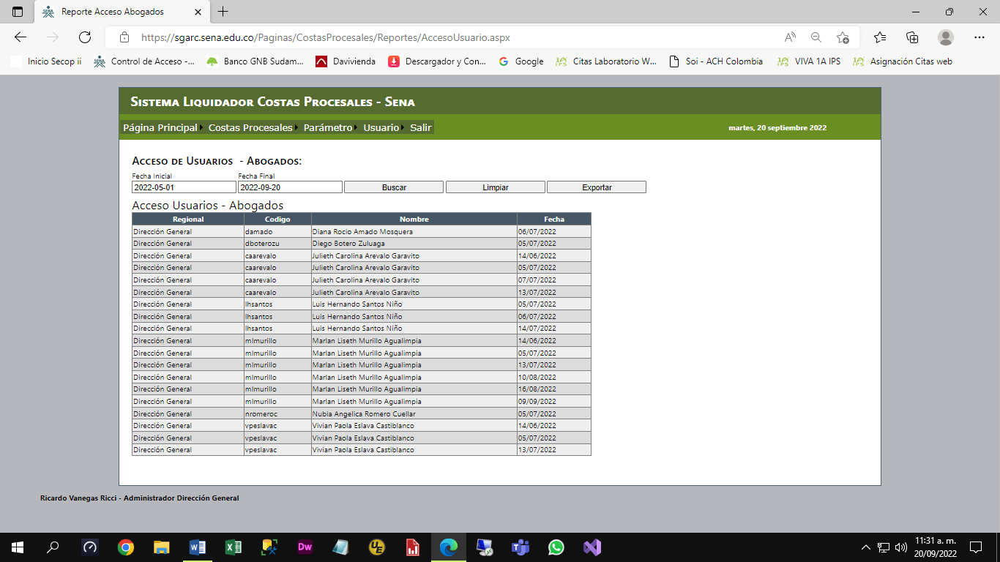 Reporte Acceso Abogados
https://sgarc.sena.edu.co/Paginas/CostasProcesales/Reportes/AccesoUsuario.aspx
Inicio Secop ii Control de Acceso -... Banco GNB Sudam... Davivienda Descargador y Con... Google Citas Laboratorio W... Soi - ACH Colombia VIVA 1A IPS Asignación Citas web
Sistema Liquidador Costas Procesales - Sena
Página Principal Costas Procesales Parámetro Usuario Salir martes, 20 septiembre 2022
Acceso de Usuarios - Abogados:
Fecha Inicial Fecha Final
2022-05-01 2022-09-20 Buscar Limpiar Exportar
Acceso Usuarios - Abogados
Regional Codigo Nombre Fecha
Dirección General damado Diana Rocio Amado Mosquera 06/07/2022
Dirección General dboterozu Diego Botero Zuluaga 05/07/2022
Dirección General caarevalo Julieth Carolina Arevalo Garavito 14/06/2022
Dirección General caarevalo Julieth Carolina Arevalo Garavito 05/07/2022
Dirección General caarevalo Julieth Carolina Arevalo Garavito 07/07/2022
Dirección General caarevalo Julieth Carolina Arevalo Garavito 13/07/2022
Dirección General lhsantos Luis Hernando Santos Niño 05/07/2022
Dirección General lhsantos Luis Hernando Santos Niño 06/07/2022
Dirección General lhsantos Luis Hernando Santos Niño 14/07/2022
Dirección General mlmurillo Marlan Liseth Murillo Agualimpia 14/06/2022
Dirección General mlmurillo Marlan Liseth Murillo Agualimpia 05/07/2022
Dirección General mlmurillo Marlan Liseth Murillo Agualimpia 13/07/2022
Dirección General mlmurillo Marlan Liseth Murillo Agualimpia 10/08/2022
Dirección General mlmurillo Marlan Liseth Murillo Agualimpia 16/08/2022
Dirección General mlmurillo Marlan Liseth Murillo Agualimpia 09/09/2022
Dirección General nromeroc Nubia Angelica Romero Cuellar 05/07/2022
Dirección General vpeslavac Vivian Paola Eslava Castiblanco 14/06/2022
Dirección General vpeslavac Vivian Paola Eslava Castiblanco 05/07/2022
Dirección General vpeslavac Vivian Paola Eslava Castiblanco 13/07/2022
Ricardo Vanegas Ricci - Administrador Dirección General
Dw
11:31 a. m.
20/09/2022